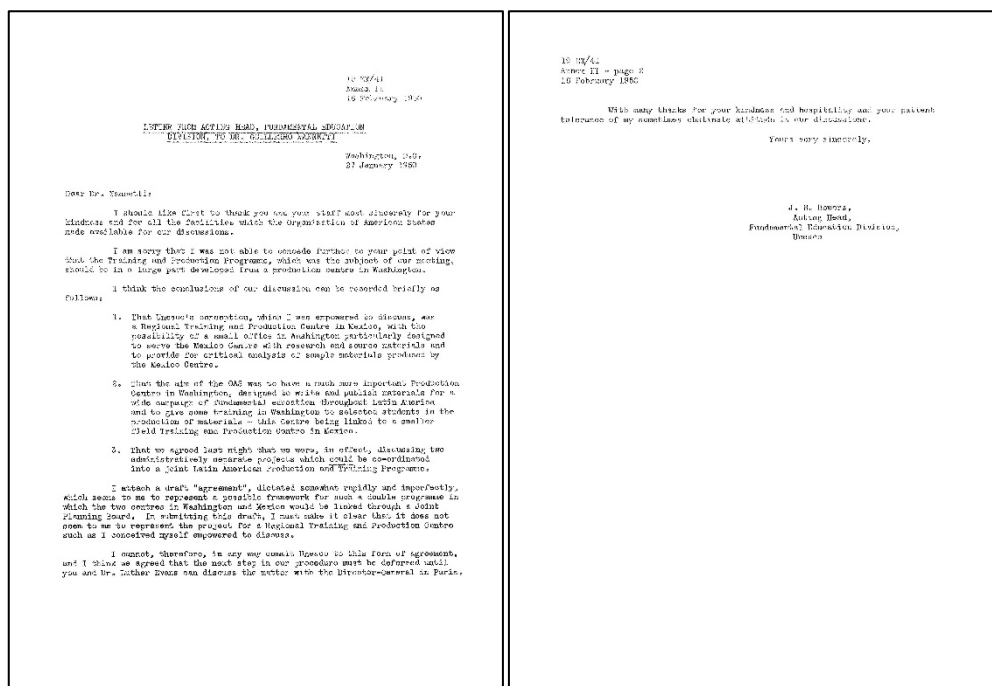 19 EX/41
Annex II
16 February 1950
LETTER FROM ACTING HEAD, FUNDAMENTAL EDUCATION
DIVISION, TO DR. GUILLERMO NANNETTI
Washington, D.C.
27 January 1950
Dear Dr. Nannetti:
I should like first to thank you and your staff most sincerely for your
kindness and for all the facilities which the Organisation of American States
made available for our discussions.
I am sorry that I was not able to concede further to your point of view
that the Training and Production Programme, which was the subject of our meeting,
should be in a large part developed from a production centre in Washington.
I think the conclusions of our discussion can be recorded briefly as
follows:
1. That Unesco's conception, which I was empowered to discuss, was
a Regional Training and Production Centre in Mexico, with the
possibility of a small office in Washington particularly designed
to serve the Mexico Centre with research and source materials and
to provide for critical analysis of sample materials produced by
the Mexico Centre.
2. That the aim of the OAS was to have a much more important Production
Centre in Washington, designed to write and publish materials for a
wide campaign of fundamental education throughout Latin America
and to give some training in Washington to selected students in the
production of materials - this Centre being linked to a smaller
field Training and Production Centre in Mexico.
3. That we agreed last night that we were, in effect, discussing two
administratively separate projects which could be co-ordinated
into a joint Latin American Production and Training Programme.
I attach a draft "agreement", dictated somewhat rapidly and imperfectly,
which seems to me to represent a possible framework for such a double programme in
which the two centres in Washington and Mexico would be linked through a Joint
Planning Board. In submitting this draft, I must make it clear that it does not
seem to me to represent the project for a Regional Training and Production Centre
such as I conceived myself empowered to discuss.
I cannot, therefore, in any way commit Unesco to this form of agreement,
and I think we agreed that the next step in our procedure must be deferred until
you and Dr. Luther Evans can discuss the matter with the Director-General in Paris.
19 EX/41
Annex II - page 2
16 February 1950
With many thanks for your kindness and hospitality and your patient
tolerance of my sometimes obstinate attitude in our discussions.
Yours very sincerely,
J. B. Bowers,
Acting Head,
Fundamental Education Division,
Unesco